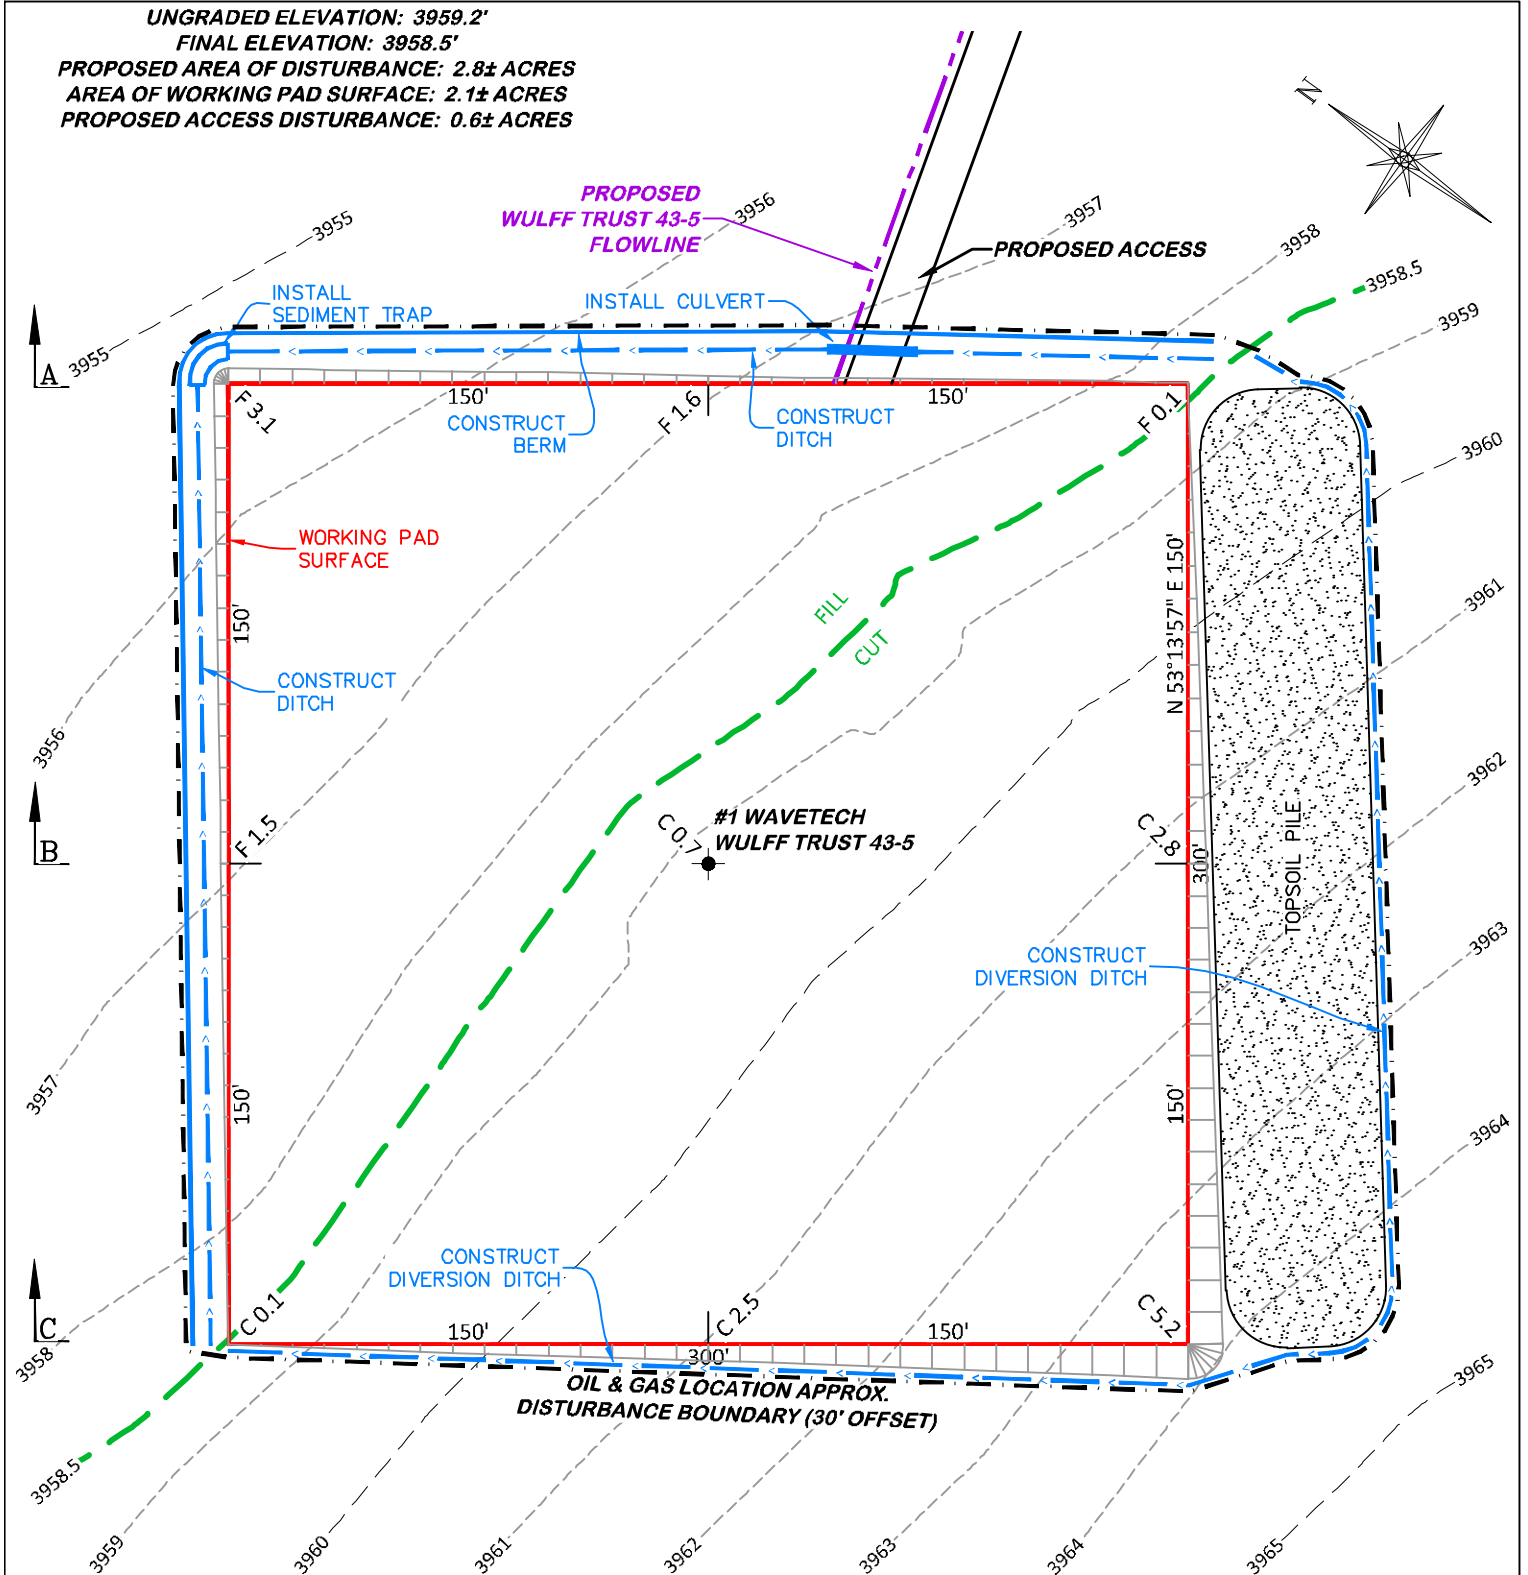 UNGRADED ELEVATION: 3959.2'
FINAL ELEVATION: 3958.5'
PROPOSED AREA OF DISTURBANCE: 2.8± ACRES
AREA OF WORKING PAD SURFACE: 2.1± ACRES
PROPOSED ACCESS DISTURBANCE: 0.6± ACRES
N
PROPOSED
WULFF TRUST 43-5
FLOWLINE
PROPOSED ACCESS
3955
3956
3957
3958
3958.5
3959
INSTALL
SEDIMENT TRAP
INSTALL CULVERT
A
3955
F 3.1
150'
F 1.6
150'
F 0.1
CONSTRUCT
BERM
CONSTRUCT
DITCH
3960
WORKING PAD
SURFACE
N 53°13'57" E 150'
150'
FILL
CUT
3961
CONSTRUCT
DITCH
3956
3962
B
F 1.5
C 0.7
#1 WAVETECH
WULFF TRUST 43-5
C 2.8
300'
TOPSOIL PILE
3963
CONSTRUCT
DIVERSION DITCH
3957
150'
150'
3964
CONSTRUCT
DIVERSION DITCH
C
C 0.1
150'
C 2.5
150'
C 5.2
300'
3958
3965
OIL & GAS LOCATION APPROX.
DISTURBANCE BOUNDARY (30' OFFSET)
3958.5
3959
3960
3961
3962
3963
3964
3965